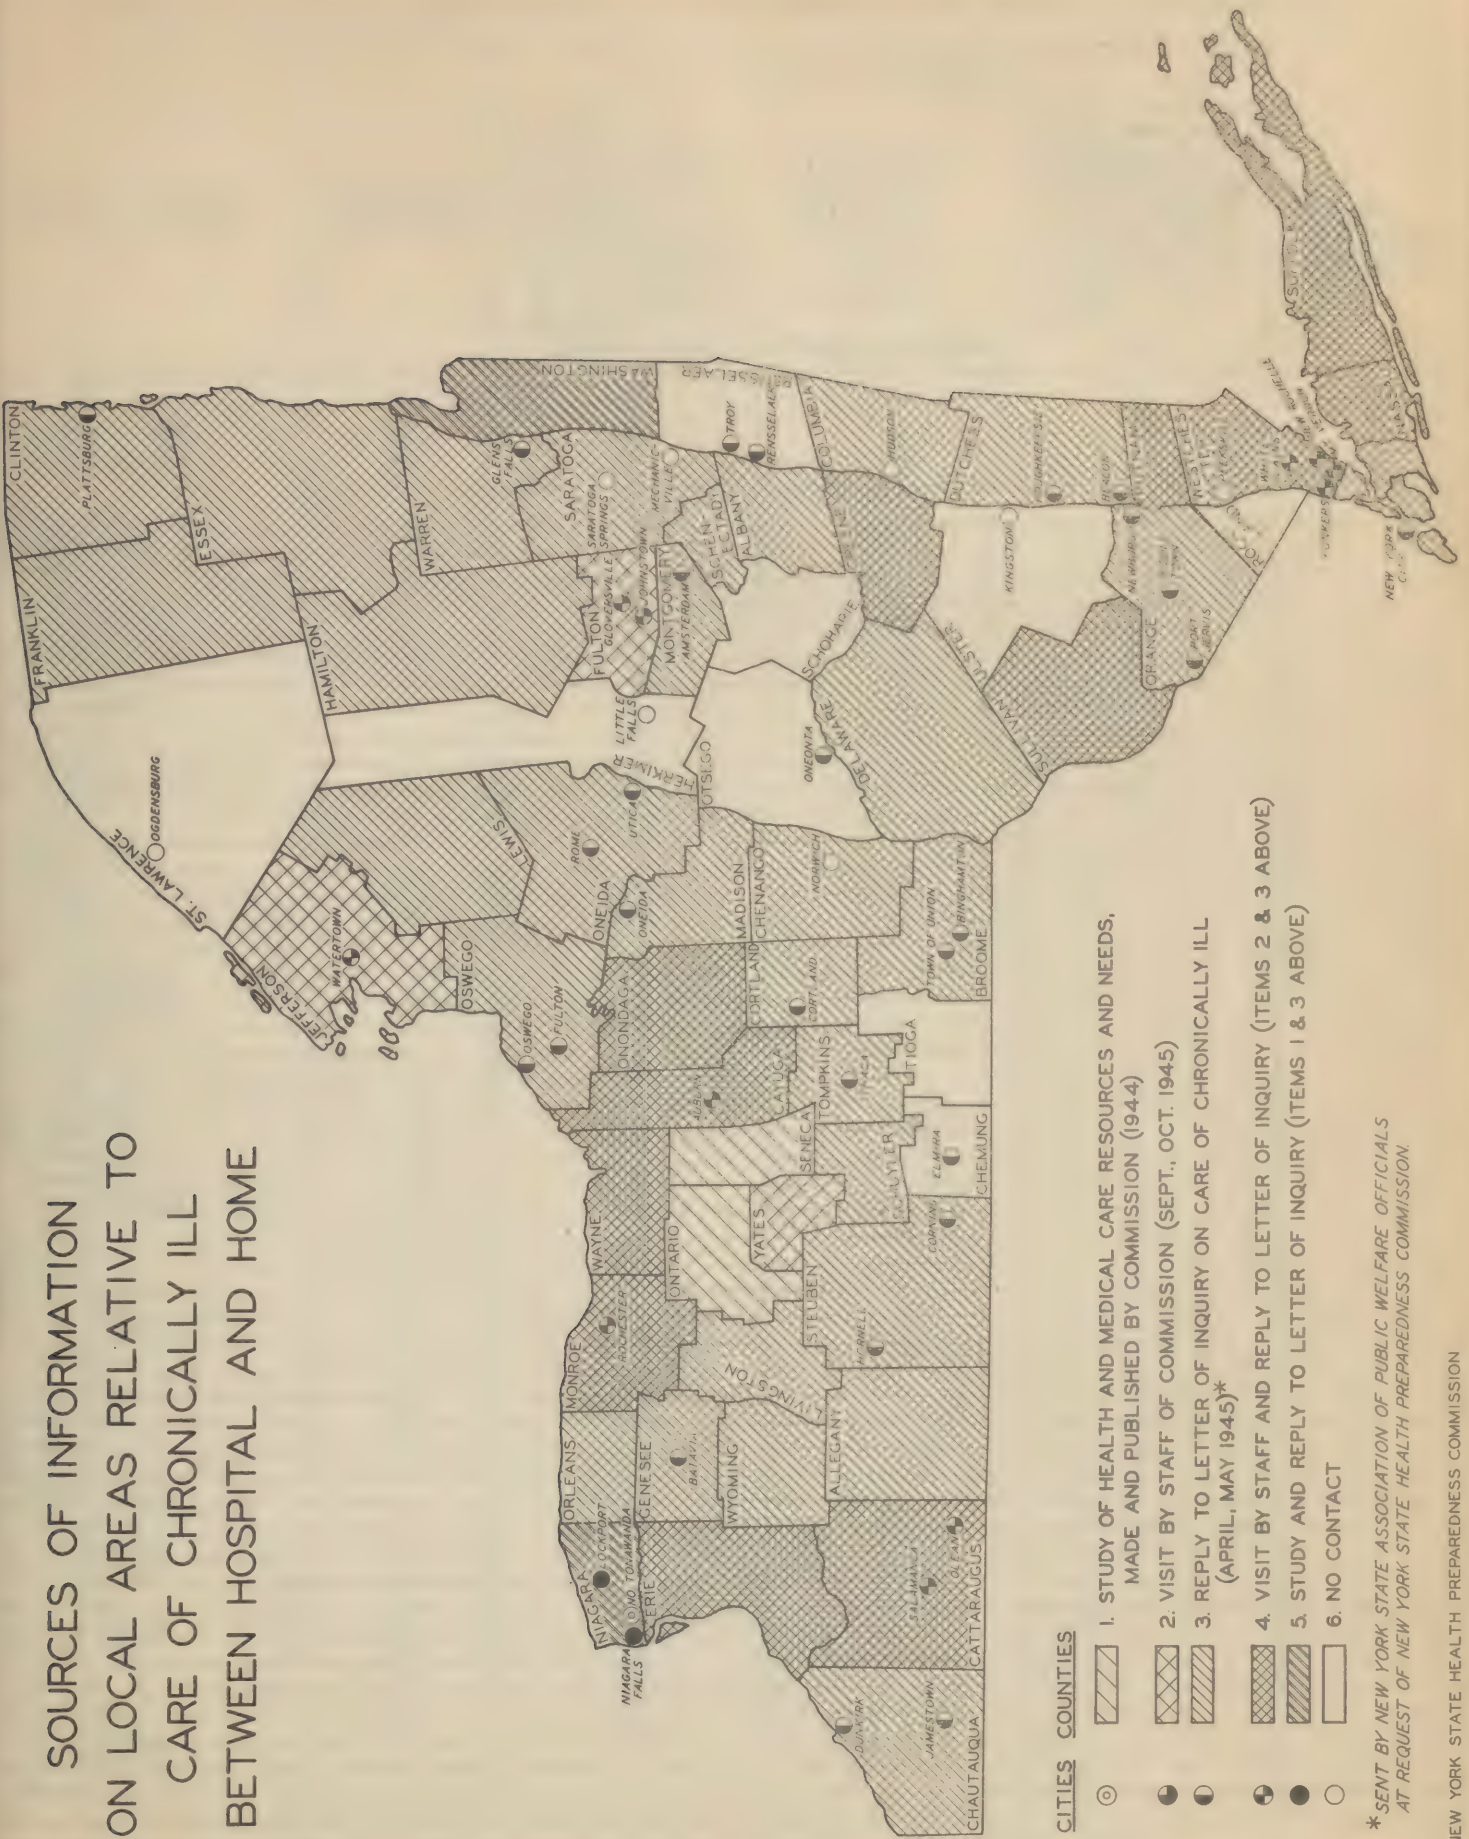 SOURCES OF INFORMATION
ON LOCAL AREAS RELATIVE TO
CARE OF CHRONICALLY ILL
BETWEEN HOSPITAL AND HOME
CLINTON
PLATTSBURG
FRANKLIN
ESSEX
ST. LAWRENCE
OGDENSBURG
HAMILTON
WARREN
GLENS
FALLS
WASHINGTON
JEFFERSON
WATERTOWN
LEWIS
HERKIMER
LITTLE
FALLS
FULTON
GLOVERSVILLE
JOHNSTOWN
SARATOGA
SARATOGA
SPRINGS
MECHANIC-
VILLE
MONTGOMERY
AMSTERDAM
SCHEN
ECTADY
ALBANY
TROY
RENSSELAER
OSWEGO
OSWEGO
FULTON
ONEIDA
ROME
UTICA
ONEIDA
MADISON
OTSEGO
ONEONTA
SCHOHARIE
COLUMBIA
HUDSON
NIAGARA
LOCKPORT
NO TONAWANDA
NIAGARA
FALLS
ERIE
ORLEANS
GENESEE
BATAVIA
MONROE
ROCHESTER
WAYNE
ONTARIO
YATES
SENECA
CAYUGA
ONONDAGA
CORTLAND
CORTLAND
CHENANGO
NORWICH
DELAWARE
ULSTER
KINGSTON
DUTCHESS
WYOMING
LIVINGSTON
ALLEGANY
STEUBEN
HORNELL
CORNING
SCHUYLER
TOMPKINS
CHEMUNG
ELMIRA
TIOGA
BROOME
TOWN OF UNION
BINGHAMTON
CHAUTAUQUA
DUNKIRK
JAMESTOWN
CATTARAUGUS
SALAMANCA
OLEAN
SULLIVAN
ORANGE
PORT
JERVIS
NEW YORK
CITIES COUNTIES
1. STUDY OF HEALTH AND MEDICAL CARE RESOURCES AND NEEDS,
MADE AND PUBLISHED BY COMMISSION (1944)
2. VISIT BY STAFF OF COMMISSION (SEPT., OCT. 1945)
3. REPLY TO LETTER OF INQUIRY ON CARE OF CHRONICALLY ILL
(APRIL, MAY 1945)*
4. VISIT BY STAFF AND REPLY TO LETTER OF INQUIRY (ITEMS 2 & 3 ABOVE)
5. STUDY AND REPLY TO LETTER OF INQUIRY (ITEMS 1 & 3 ABOVE)
6. NO CONTACT
*SENT BY NEW YORK STATE ASSOCIATION OF PUBLIC WELFARE OFFICIALS
AT REQUEST OF NEW YORK STATE HEALTH PREPAREDNESS COMMISSION.
NEW YORK STATE HEALTH PREPAREDNESS COMMISSION